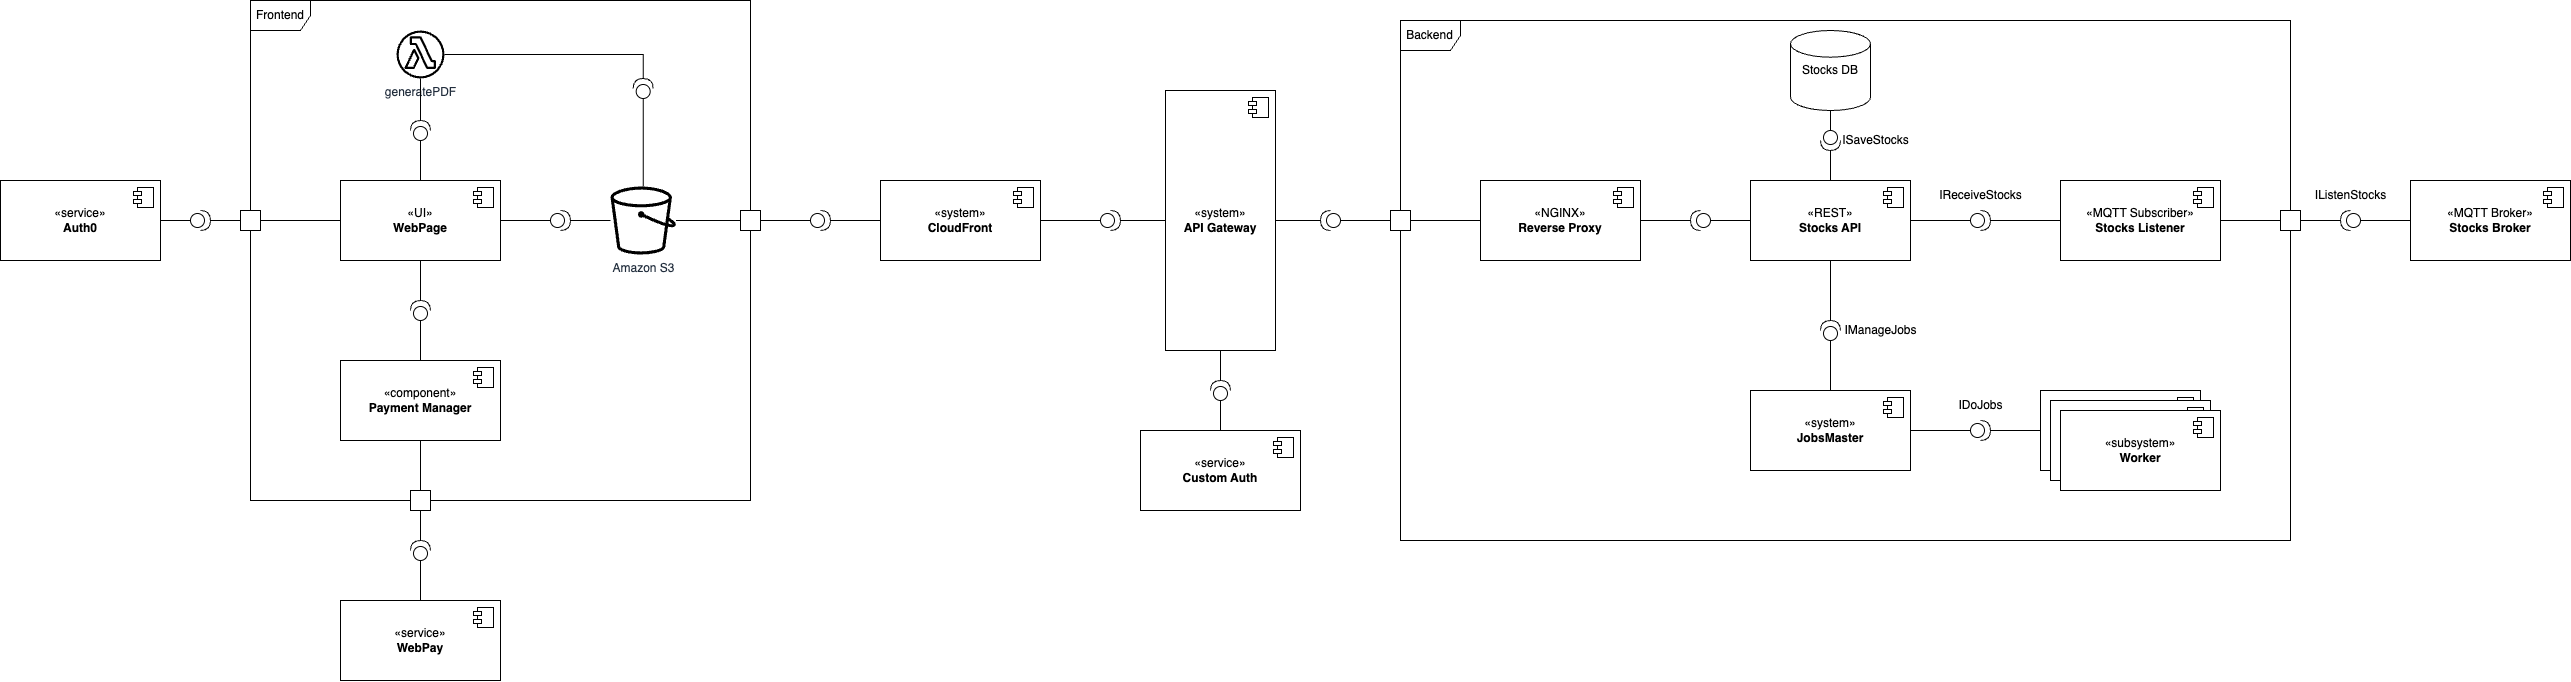 Frontend
generatePDF
«service»
Auth0
«UI»
WebPage
Amazon S3
«component»
Payment Manager
«service»
WebPay
«system»
CloudFront
«system»
API Gateway
«service»
Custom Auth
Backend
Stocks DB
ISaveStocks
«NGINX»
Reverse Proxy
«REST»
Stocks API
IReceiveStocks
«MQTT Subscriber»
Stocks Listener
IListenStocks
«MQTT Broker»
Stocks Broker
IManageJobs
«system»
JobsMaster
IDoJobs
«subsystem»
Worker